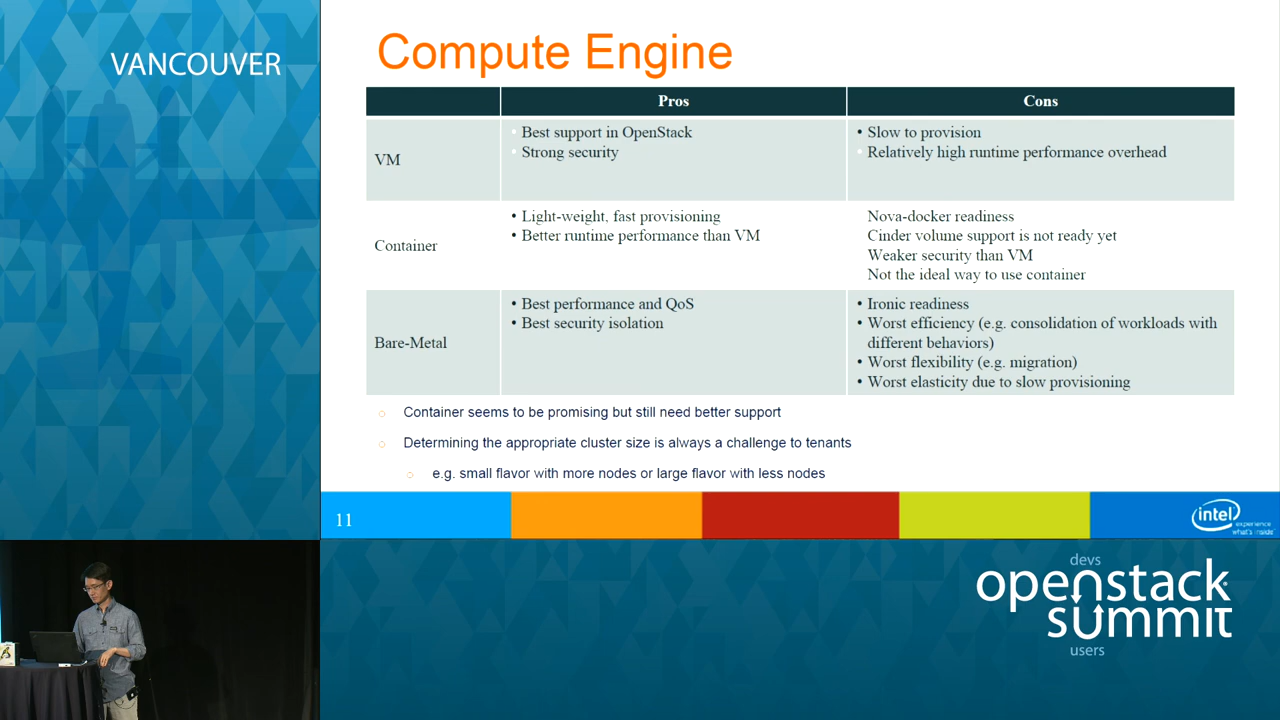 VANCOUVER
Compute Engine
Pros
Cons
VM
• Best support in OpenStack
• Strong security
• Slow to provision
• Relatively high runtime performance overhead
Container
• Light-weight, fast provisioning
• Better runtime performance than VM
Nova-docker readiness
Cinder volume support is not ready yet
Weaker security than VM
Not the ideal way to use container
Bare-Metal
• Best performance and QoS
• Best security isolation
• Ironic readiness
• Worst efficiency (e.g. consolidation of workloads with
different behaviors)
• Worst flexibility (e.g. migration)
• Worst elasticity due to slow provisioning
Container seems to be promising but still need better support
Determining the appropriate cluster size is always a challenge to tenants
e.g. small flavor with more nodes or large flavor with less nodes
11
intel
experience
what's inside
devs
openstack
summit
users